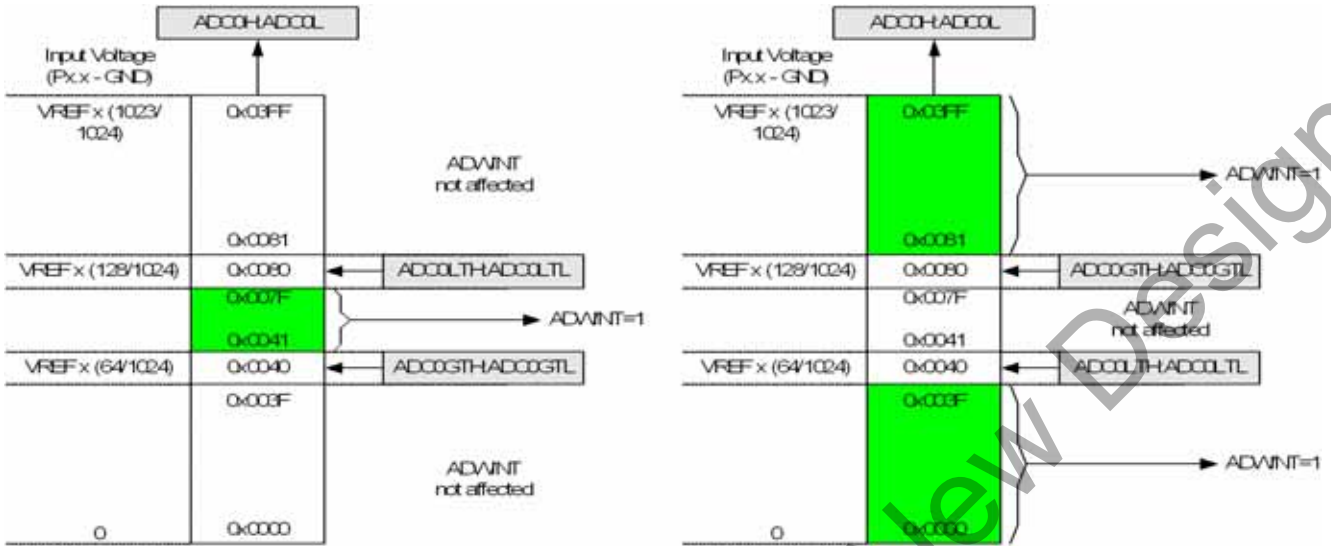 ADC0H:ADC0L
Input Voltage
(Px.x - GND)
VREF x (1023/
1024)
0x03FF
ADWINT
not affected
0x0081
VREF x (128/1024)
0x0080
ADC0LTH:ADC0LTL
0x007F
ADWINT=1
0x0041
VREF x (64/1024)
0x0040
ADC0GTH:ADC0GTL
0x003F
ADWINT
not affected
0
0x0000
ADC0H:ADC0L
Input Voltage
(Px.x - GND)
VREF x (1023/
1024)
0x03FF
ADWINT=1
0x0081
VREF x (128/1024)
0x0080
ADC0GTH:ADC0GTL
0x007F
ADWINT
not affected
0x0041
VREF x (64/1024)
0x0040
ADC0LTH:ADC0LTL
0x003F
ADWINT=1
0
0x0000
ew Design